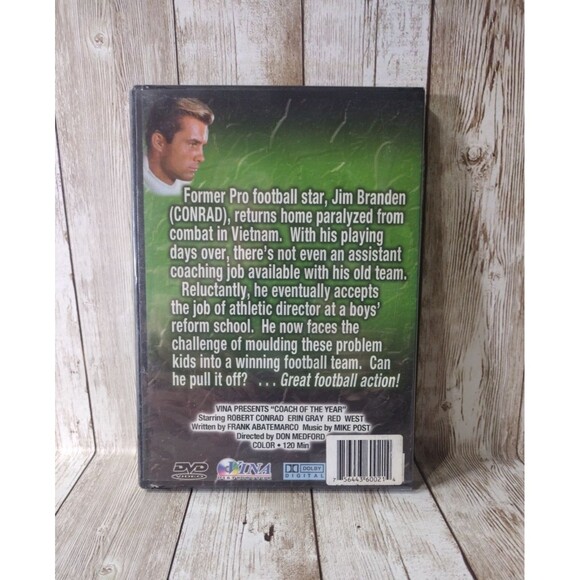 Former Pro football star, Jim Branden
(CONRAD), returns home paralyzed from
combat in Vietnam. With his playing
days over, there's not even an assistant
coaching job available with his old team.
Reluctantly, he eventually accepts
the job of athletic director at a boys'
reform school. He now faces the
challenge of moulding these problem
kids into a winning football team. Can
he pull it off? . . . Great football action!
VINA PRESENTS "COACH OF THE YEAR"
Starring ROBERT CONRAD ERIN GRAY RED WEST
Written by FRANK ABATEMARCO Music by MIKE POST
Directed by DON MEDFORD
COLOR • 120 Min
DVD
VINA
DOLBY
DIGITAL
7 56443 60021 4